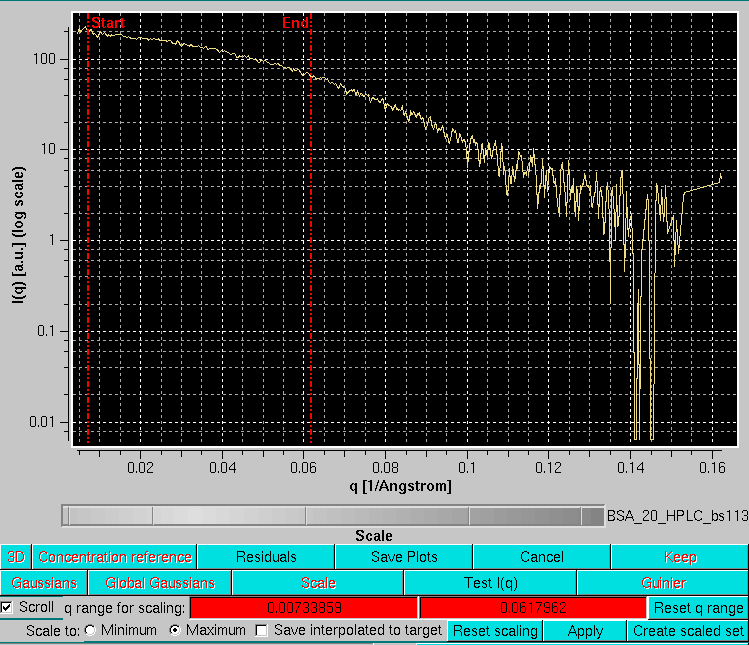 Start End
100
10
1
0.1
0.01
I(q) [a.u.] (log scale)
0.02 0.04 0.06 0.08 0.1 0.12 0.14 0.16
q [1/Angstrom]
BSA_20_HPLC_bs113
Scale
3D Concentration reference Residuals Save Plots Cancel Keep
Gaussians Global Gaussians Scale Test I(q) Guinier
Scroll q range for scaling: 0.00733853 0.0617962 Reset q range
Scale to: Minimum Maximum Save interpolated to target Reset scaling Apply Create scaled set